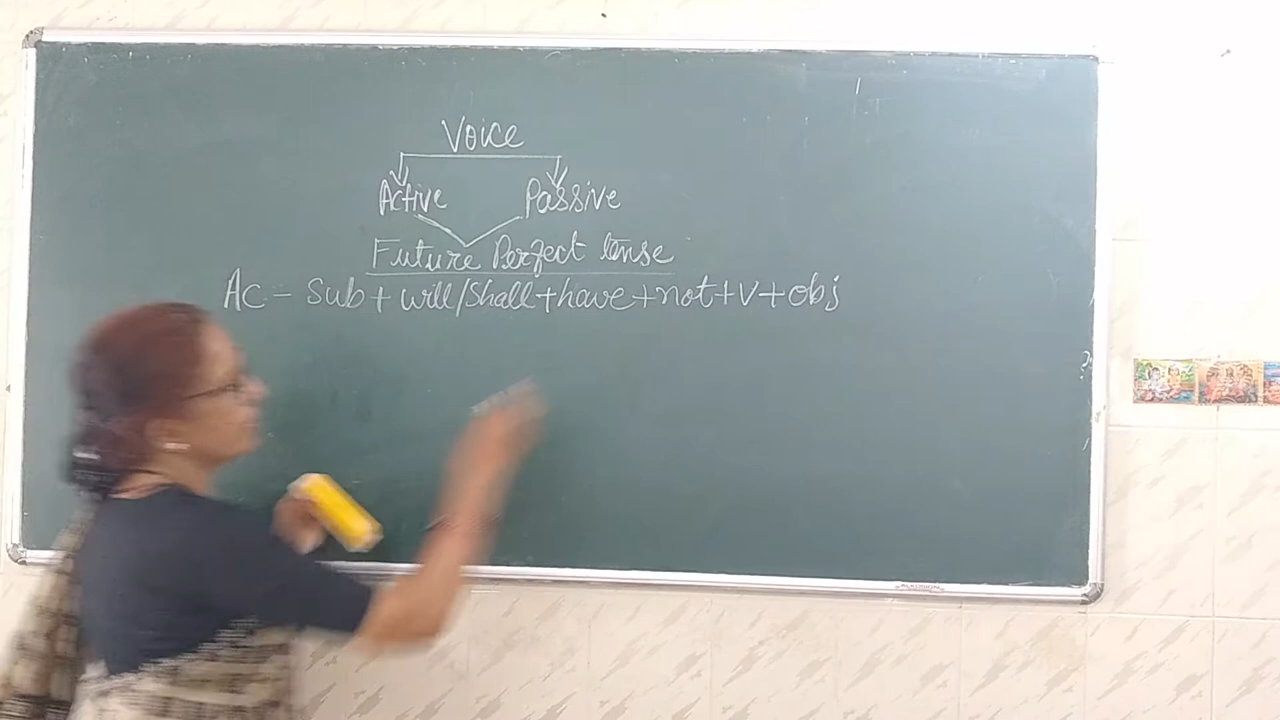 Voice
Active Passive
Future Perfect tense
Ac - Sub + will/Shall + have + not + V + obj